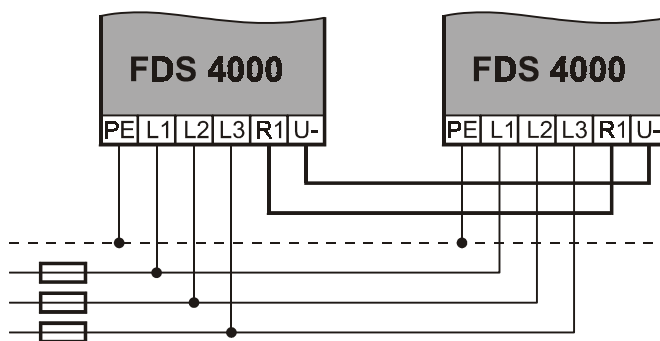 FDS 4000 FDS 4000
PE L1 L2 L3 R1 U- PE L1 L2 L3 R1 U-